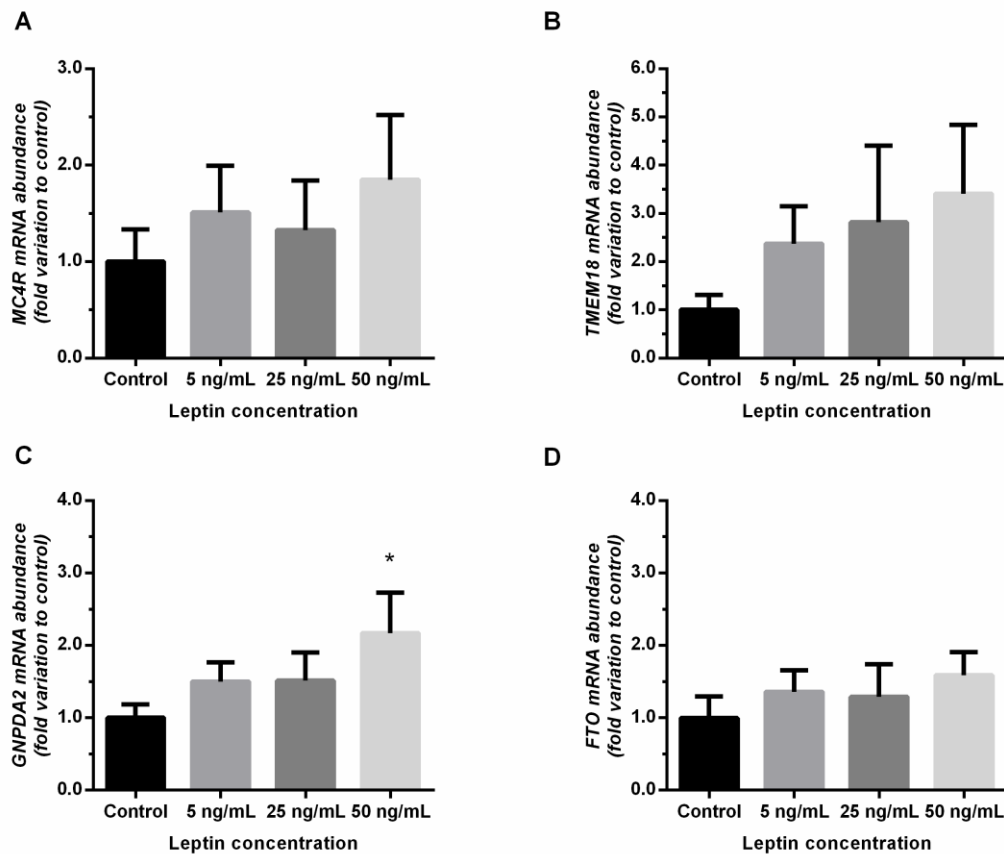 A
MC4R mRNA abundance
(fold variation to control)
3.0
2.0
1.0
0.0
Control 5 ng/mL 25 ng/mL 50 ng/mL
Leptin concentration
B
TMEM18 mRNA abundance
(fold variation to control)
6.0
5.0
4.0
3.0
2.0
1.0
0.0
Control 5 ng/mL 25 ng/mL 50 ng/mL
Leptin concentration
C
GNPDA2 mRNA abundance
(fold variation to control)
4.0
3.0
2.0
1.0
0.0
*
Control 5 ng/mL 25 ng/mL 50 ng/mL
Leptin concentration
D
FTO mRNA abundance
(fold variation to control)
4.0
3.0
2.0
1.0
0.0
Control 5 ng/mL 25 ng/mL 50 ng/mL
Leptin concentration